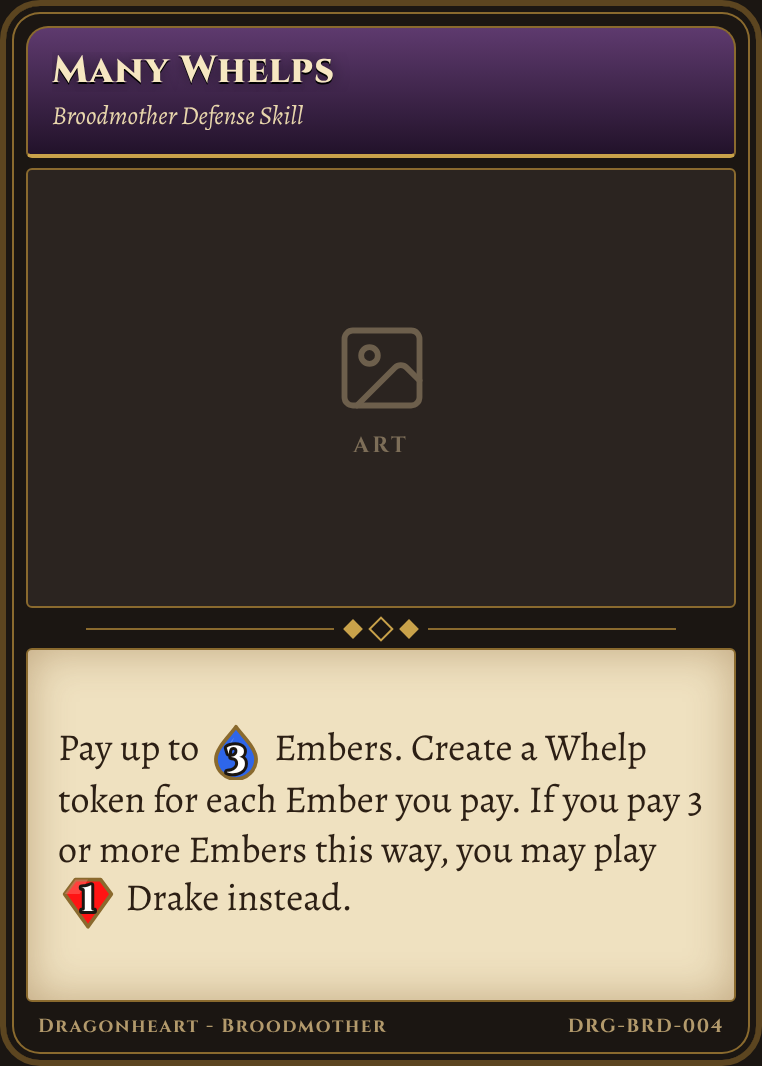 Many Whelps
Broodmother Defense Skill
ART
Pay up to 3 Embers. Create a Whelp
token for each Ember you pay. If you pay 3
or more Embers this way, you may play
1 Drake instead.
Dragonheart - Broodmother
DRG-BRD-004